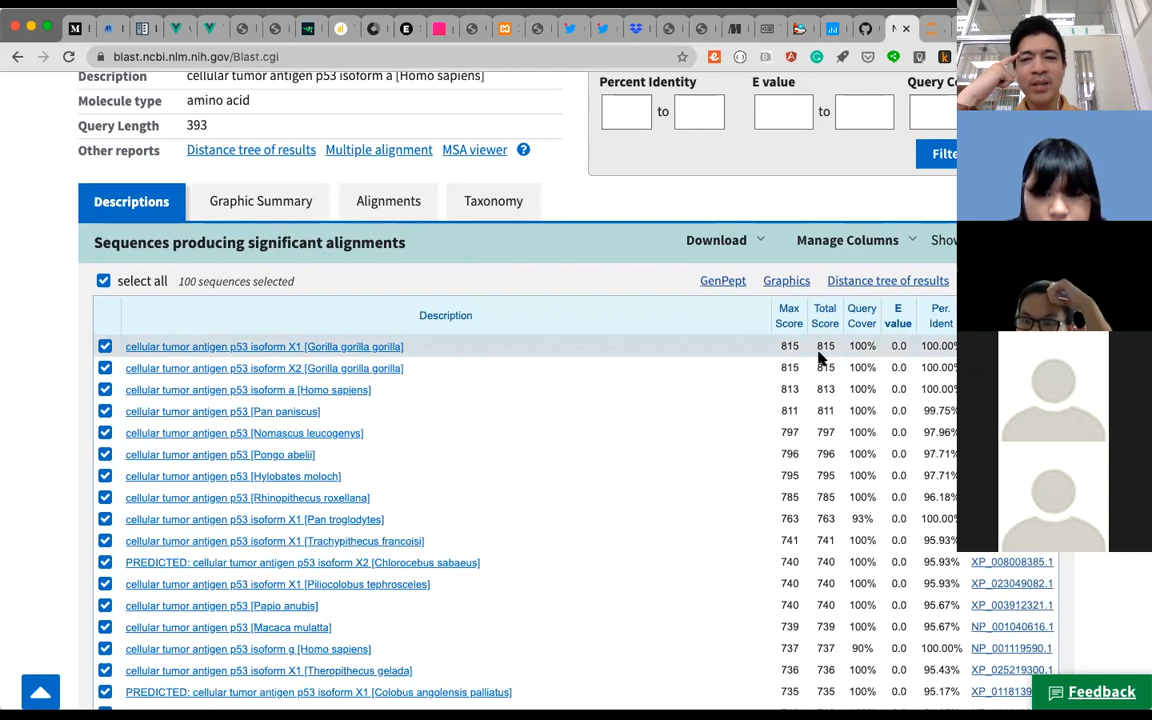 blast.ncbi.nlm.nih.gov/Blast.cgi
Description cellular tumor antigen p53 isoform a [Homo sapiens]
Molecule type amino acid
Query Length 393
Other reports Distance tree of results Multiple alignment MSA viewer ?
Percent Identity E value Query
to to
Descriptions Graphic Summary Alignments Taxonomy
Sequences producing significant alignments Download Manage Columns
select all 100 sequences selected GenPept Graphics Distance tree of results
Description Max Score Total Score Query Cover E value Per. Ident
cellular tumor antigen p53 isoform X1 [Gorilla gorilla gorilla] 815 815 100% 0.0 100.00%
cellular tumor antigen p53 isoform X2 [Gorilla gorilla gorilla] 815 815 100% 0.0 100.00%
cellular tumor antigen p53 isoform a [Homo sapiens] 813 813 100% 0.0 100.00%
cellular tumor antigen p53 [Pan paniscus] 811 811 100% 0.0 99.75%
cellular tumor antigen p53 [Nomascus leucogenys] 797 797 100% 0.0 97.96%
cellular tumor antigen p53 [Pongo abelii] 796 796 100% 0.0 97.71%
cellular tumor antigen p53 [Hylobates moloch] 795 795 100% 0.0 97.71%
cellular tumor antigen p53 [Rhinopithecus roxellana] 785 785 100% 0.0 96.18%
cellular tumor antigen p53 isoform X1 [Pan troglodytes] 763 763 93% 0.0 100.00%
cellular tumor antigen p53 isoform X1 [Trachypithecus francoisi] 741 741 100% 0.0 95.93%
PREDICTED: cellular tumor antigen p53 isoform X2 [Chlorocebus sabaeus] 740 740 100% 0.0 95.93% XP_008008385.1
cellular tumor antigen p53 isoform X1 [Piliocolobus tephrosceles] 740 740 100% 0.0 95.93% XP_023049082.1
cellular tumor antigen p53 [Papio anubis] 740 740 100% 0.0 95.67% XP_003912321.1
cellular tumor antigen p53 [Macaca mulatta] 739 739 100% 0.0 95.67% NP_001040616.1
cellular tumor antigen p53 isoform g [Homo sapiens] 737 737 90% 0.0 100.00% NP_001119590.1
cellular tumor antigen p53 isoform X1 [Theropithecus gelada] 736 736 100% 0.0 95.43% XP_025219300.1
PREDICTED: cellular tumor antigen p53 isoform X1 [Colobus angolensis palliatus] 735 735 100% 0.0 95.17% XP_0118139
Feedback